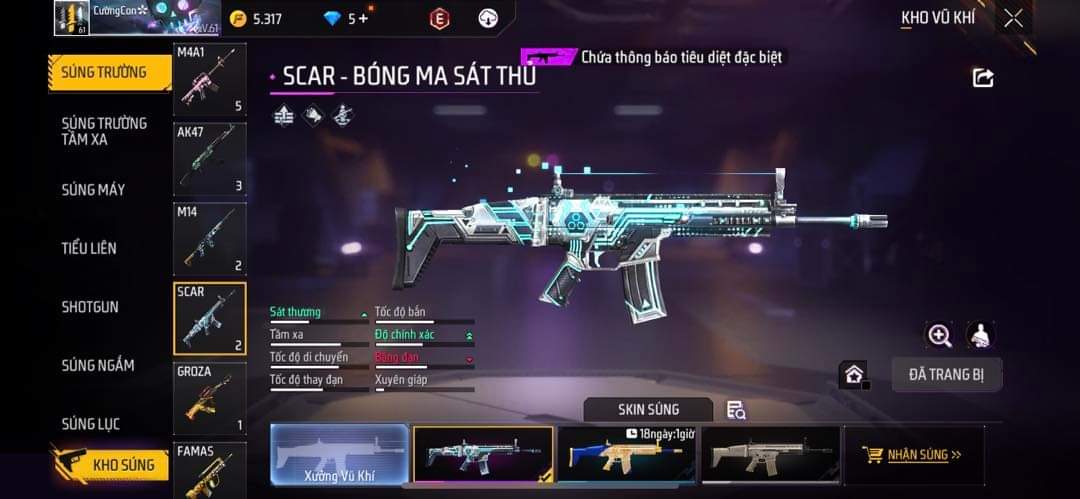 CườngCon
61
LV.61
F
5.317
5+
E
KHO VŨ KHÍ
SÚNG TRƯỜNG
SÚNG TRƯỜNG
TẦM XA
SÚNG MÁY
TIỂU LIÊN
SHOTGUN
SÚNG NGẮM
SÚNG LỤC
KHO SÚNG
M4A1
5
AK47
3
M14
2
SCAR
2
GROZA
1
FAMAS
Chứa thông báo tiêu diệt đặc biệt
SCAR - BÓNG MA SÁT THỦ
Sát thương
Tốc độ bắn
Tầm xa
Độ chính xác
Tốc độ di chuyển
Băng đạn
Tốc độ thay đạn
Xuyên giáp
ĐÃ TRANG BỊ
SKIN SÚNG
Xưởng Vũ Khí
18ngày:1giờ
NHẬN SÚNG >>